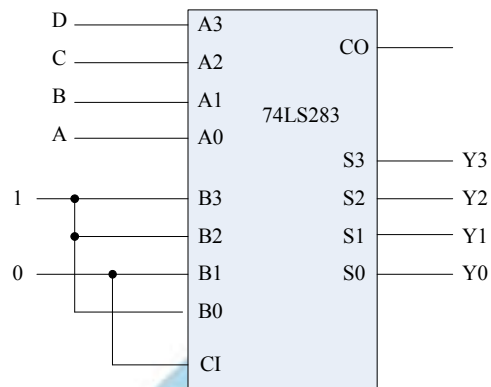 D A3
CO
C A2
B A1
74LS283
A A0
S3 Y3
1 B3 S2 Y2
B2 S1 Y1
0 B1 S0 Y0
B0
CI